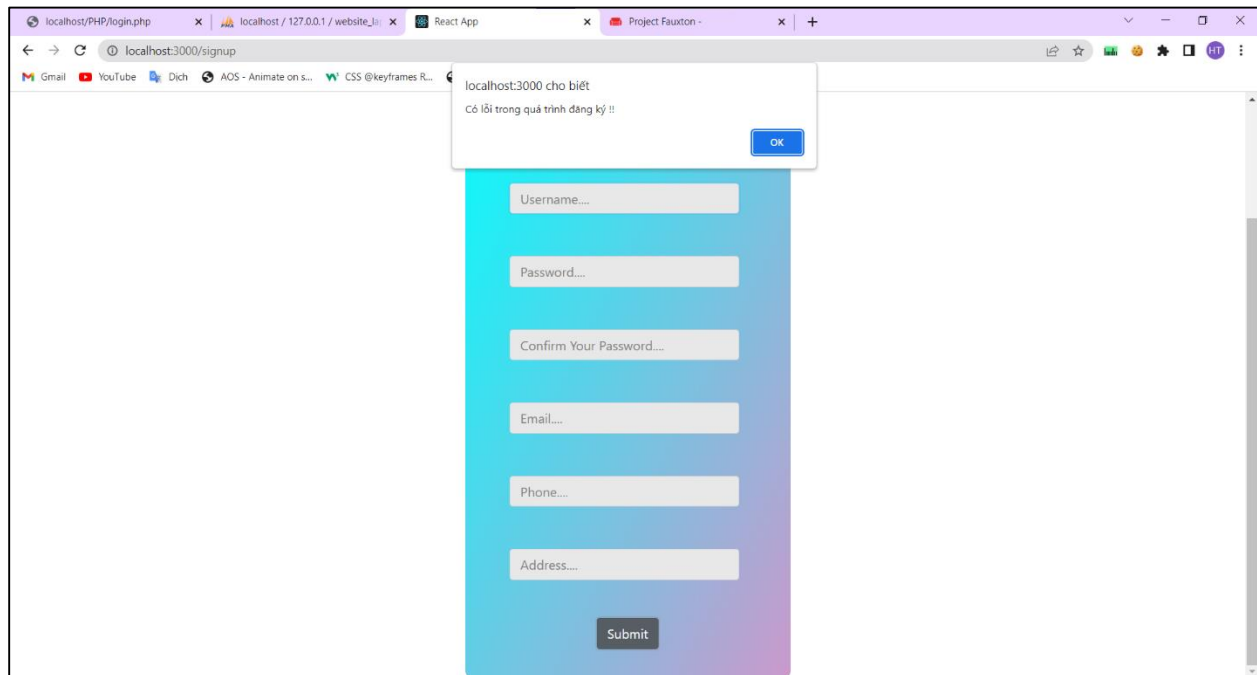 localhost/PHP/login.php
localhost / 127.0.0.1 / website_la
React App
Project Fauxton -
localhost:3000/signup
HT
Gmail
YouTube
Dịch
AOS - Animate on s...
CSS @keyframes R...
localhost:3000 cho biết
Có lỗi trong quá trình đăng ký !!
OK
Username....
Password....
Confirm Your Password....
Email....
Phone....
Address....
Submit